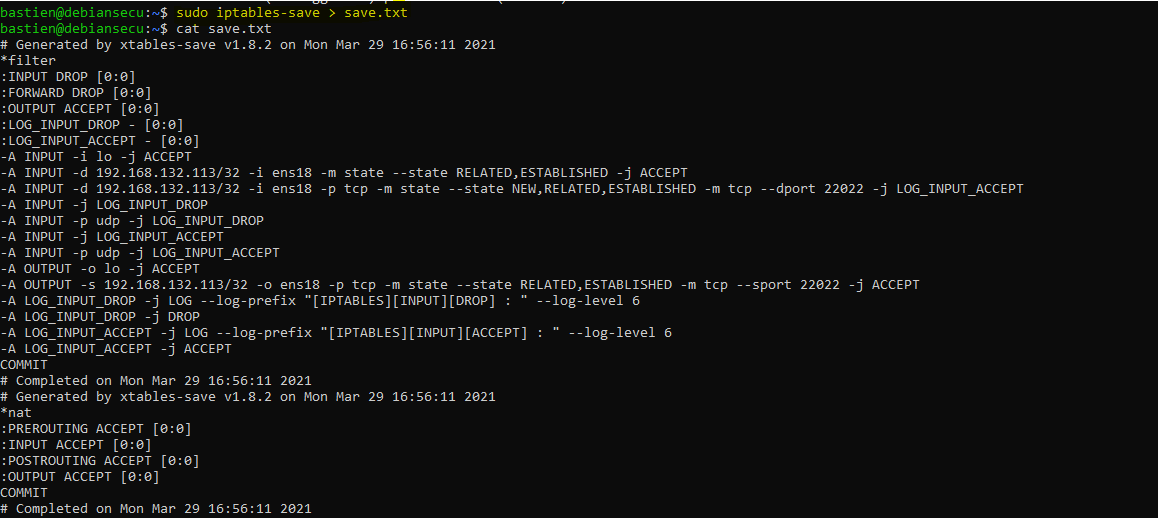 bastien@debiansecu:~$ sudo iptables-save > save.txt
bastien@debiansecu:~$ cat save.txt
# Generated by xtables-save v1.8.2 on Mon Mar 29 16:56:11 2021
*filter
:INPUT DROP [0:0]
:FORWARD DROP [0:0]
:OUTPUT ACCEPT [0:0]
:LOG_INPUT_DROP - [0:0]
:LOG_INPUT_ACCEPT - [0:0]
-A INPUT -i lo -j ACCEPT
-A INPUT -d 192.168.132.113/32 -i ens18 -m state --state RELATED,ESTABLISHED -j ACCEPT
-A INPUT -d 192.168.132.113/32 -i ens18 -p tcp -m state --state NEW,RELATED,ESTABLISHED -m tcp --dport 22022 -j LOG_INPUT_ACCEPT
-A INPUT -j LOG_INPUT_DROP
-A INPUT -p udp -j LOG_INPUT_DROP
-A INPUT -j LOG_INPUT_ACCEPT
-A INPUT -p udp -j LOG_INPUT_ACCEPT
-A OUTPUT -o lo -j ACCEPT
-A OUTPUT -s 192.168.132.113/32 -o ens18 -p tcp -m state --state RELATED,ESTABLISHED -m tcp --sport 22022 -j ACCEPT
-A LOG_INPUT_DROP -j LOG --log-prefix "[IPTABLES][INPUT][DROP] : " --log-level 6
-A LOG_INPUT_DROP -j DROP
-A LOG_INPUT_ACCEPT -j LOG --log-prefix "[IPTABLES][INPUT][ACCEPT] : " --log-level 6
-A LOG_INPUT_ACCEPT -j ACCEPT
COMMIT
# Completed on Mon Mar 29 16:56:11 2021
# Generated by xtables-save v1.8.2 on Mon Mar 29 16:56:11 2021
*nat
:PREROUTING ACCEPT [0:0]
:INPUT ACCEPT [0:0]
:POSTROUTING ACCEPT [0:0]
:OUTPUT ACCEPT [0:0]
COMMIT
# Completed on Mon Mar 29 16:56:11 2021